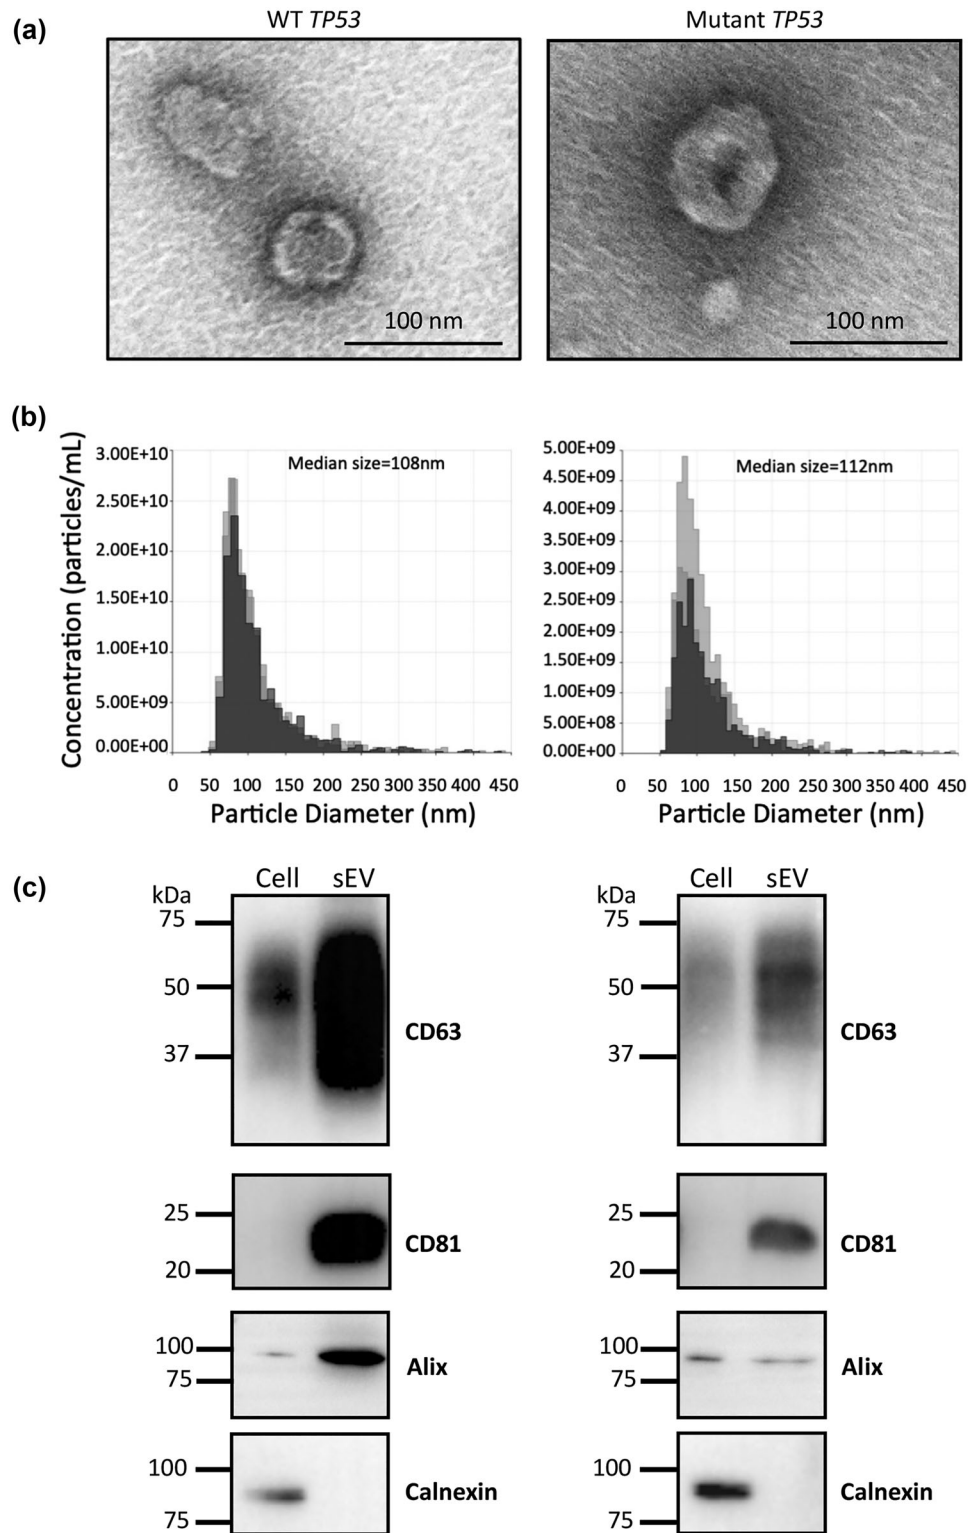 (a)
WT TP53
Mutant TP53
100 nm
100 nm
(b)
Concentration (particles/mL)
3.00E+10
2.50E+10
2.00E+10
1.50E+10
1.00E+10
5.00E+09
0.00E+00
Median size=108nm
0 50 100 150 200 250 300 350 400 450
Particle Diameter (nm)
5.00E+09
4.50E+09
4.00E+09
3.50E+09
3.00E+09
2.50E+09
2.00E+09
1.50E+09
1.00E+09
5.00E+08
0.00E+00
Median size=112nm
0 50 100 150 200 250 300 350 400 450
Particle Diameter (nm)
(c)
kDa
Cell sEV
75
50
37
CD63
25
20
CD81
100
75
Alix
100
75
Calnexin
kDa
Cell sEV
75
50
37
CD63
25
20
CD81
100
75
Alix
100
75
Calnexin